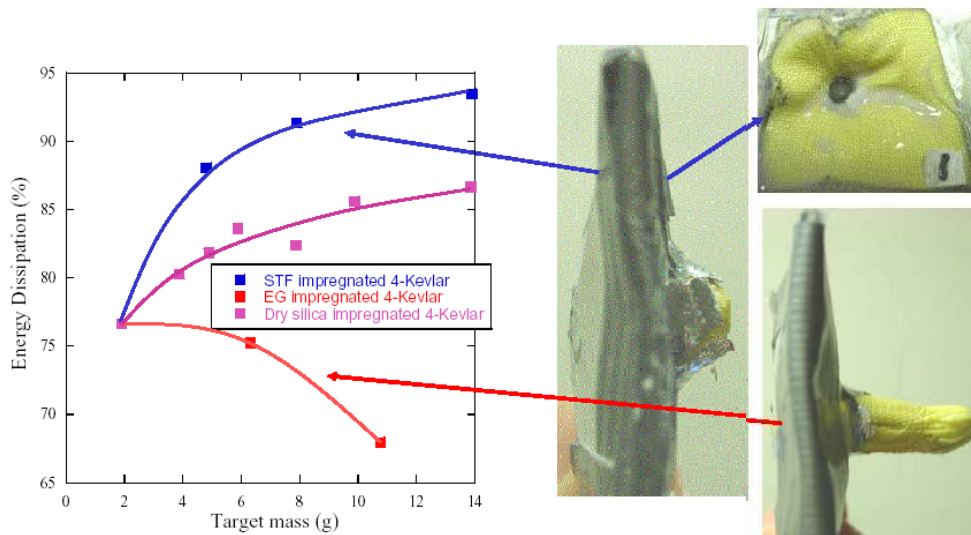 95
90
85
80
75
70
65
Energy Dissipation (%)
STF impregnated 4-Kevlar
EG impregnated 4-Kevlar
Dry silica impregnated 4-Kevlar
0 2 4 6 8 10 12 14
Target mass (g)